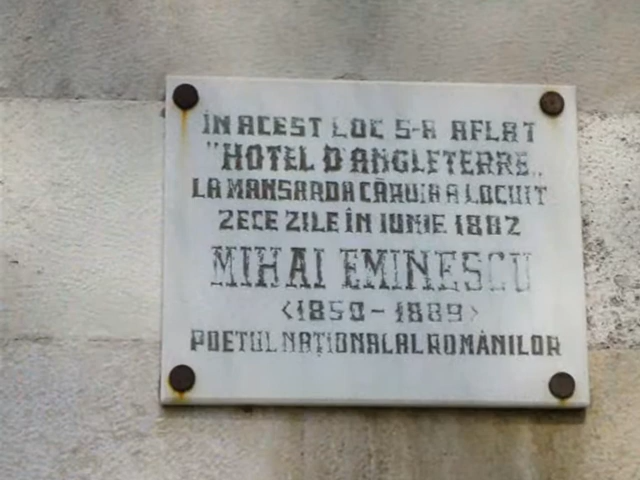 ÎN ACEST LOC S-A AFLAT
"HOTEL D'ANGLETERRE„
LA MANSARDA CĂRUIA A LOCUIT
ZECE ZILE ÎN IUNIE 1882
MIHAI EMINESCU
<1850-1889>
POETUL NAȚIONAL AL ROMÂNILOR